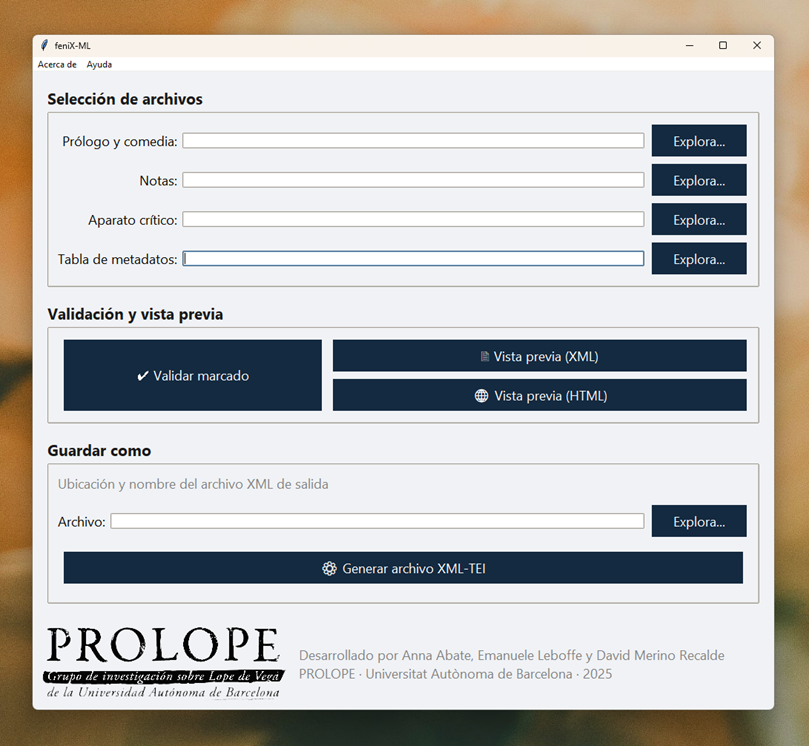 feniX-ML
Acerca de Ayuda
Selección de archivos
Prólogo y comedia: Explora...
Notas: Explora...
Aparato crítico: Explora...
Tabla de metadatos: Explora...
Validación y vista previa
✔ Validar marcado
Vista previa (XML)
Vista previa (HTML)
Guardar como
Ubicación y nombre del archivo XML de salida
Archivo: Explora...
Generar archivo XML-TEI
PROLOPE
Grupo de investigación sobre Lope de Vega
de la Universidad Autónoma de Barcelona
Desarrollado por Anna Abate, Emanuele Leboffe y David Merino Recalde
PROLOPE · Universitat Autònoma de Barcelona · 2025